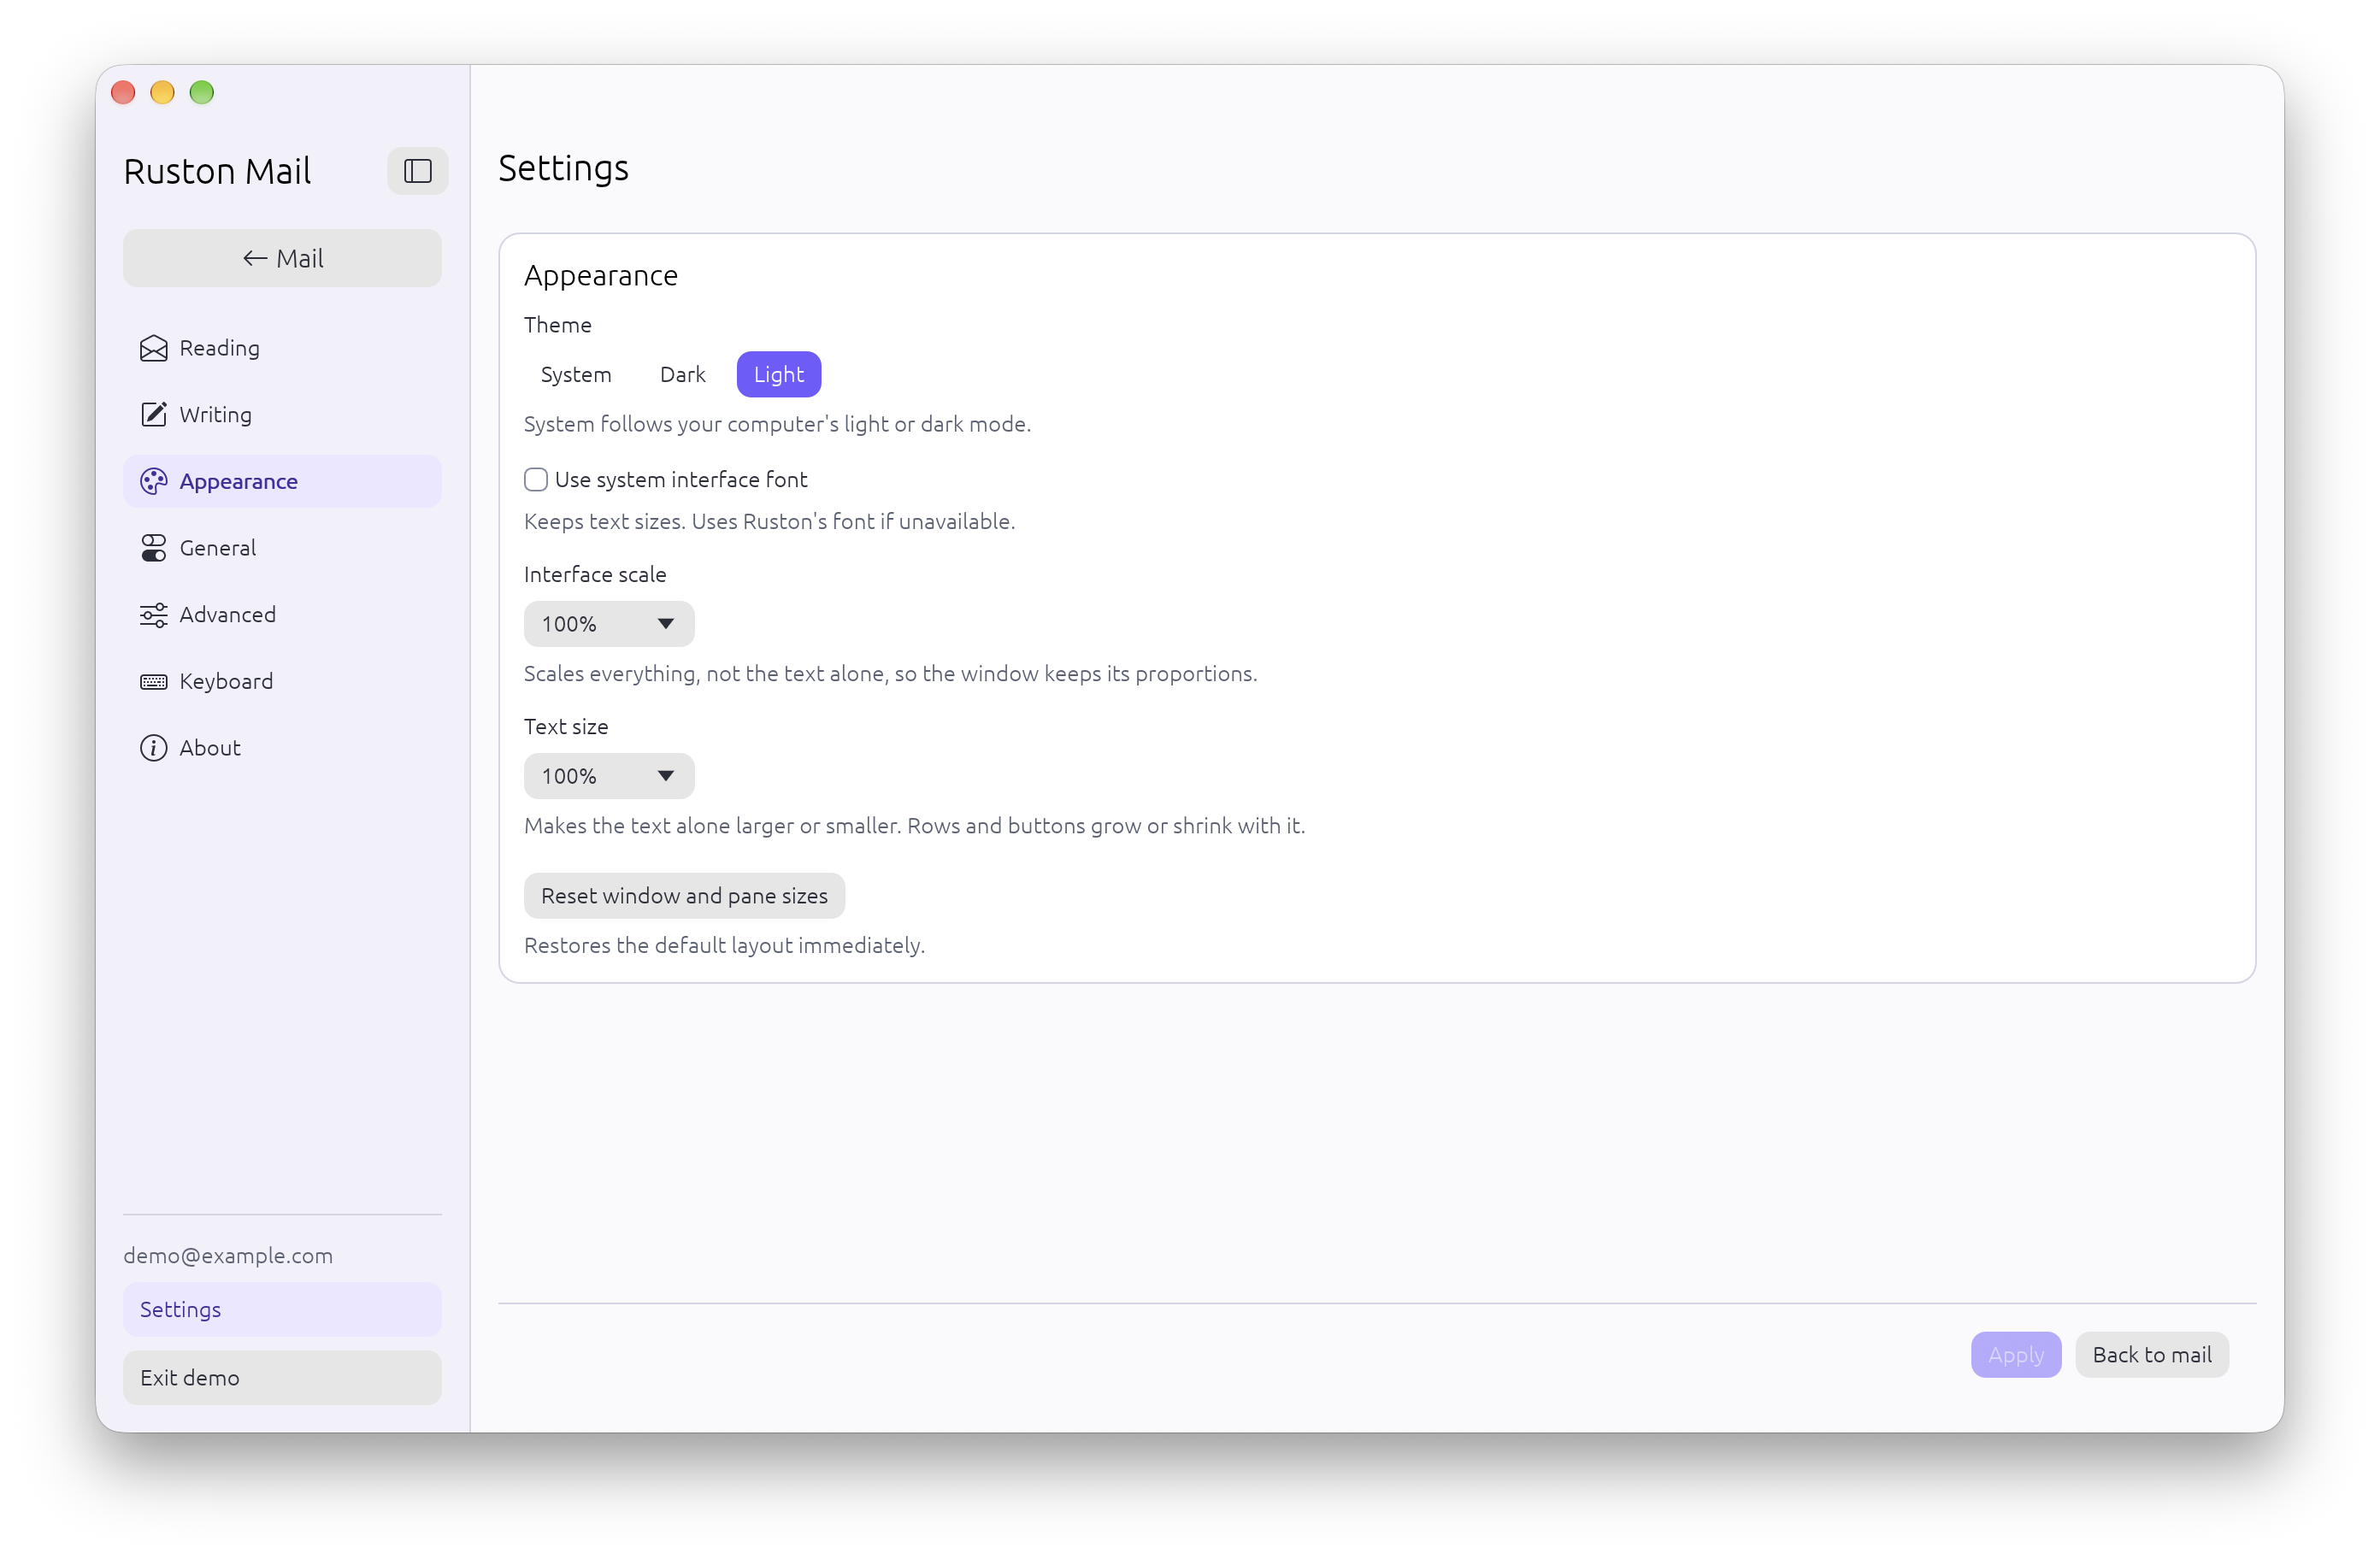 Ruston Mail
← Mail
Reading
Writing
Appearance
General
Advanced
Keyboard
About
demo@example.com
Settings
Exit demo
Settings
Appearance
Theme
System Dark Light
System follows your computer's light or dark mode.
Use system interface font
Keeps text sizes. Uses Ruston's font if unavailable.
Interface scale
100%
Scales everything, not the text alone, so the window keeps its proportions.
Text size
100%
Makes the text alone larger or smaller. Rows and buttons grow or shrink with it.
Reset window and pane sizes
Restores the default layout immediately.
Apply Back to mail